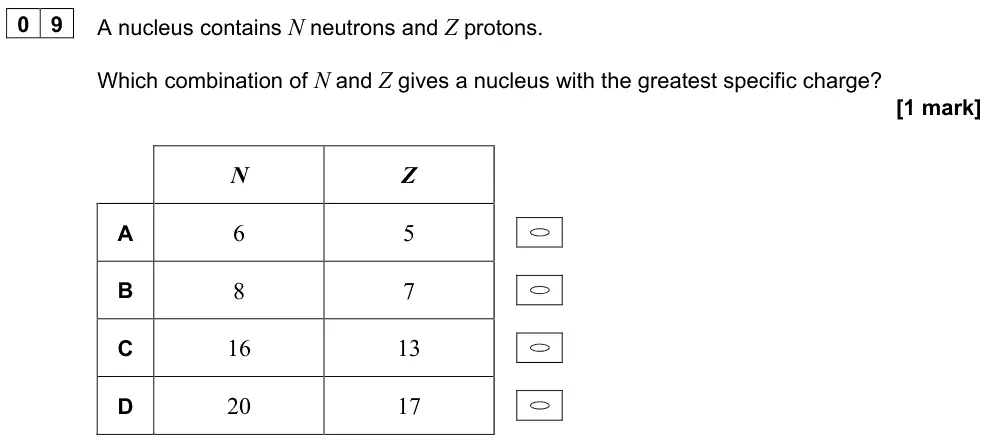 0 9 A nucleus contains N neutrons and Z protons.
Which combination of N and Z gives a nucleus with the greatest specific charge?
[1 mark]
N Z
A 6 5
B 8 7
C 16 13
D 20 17